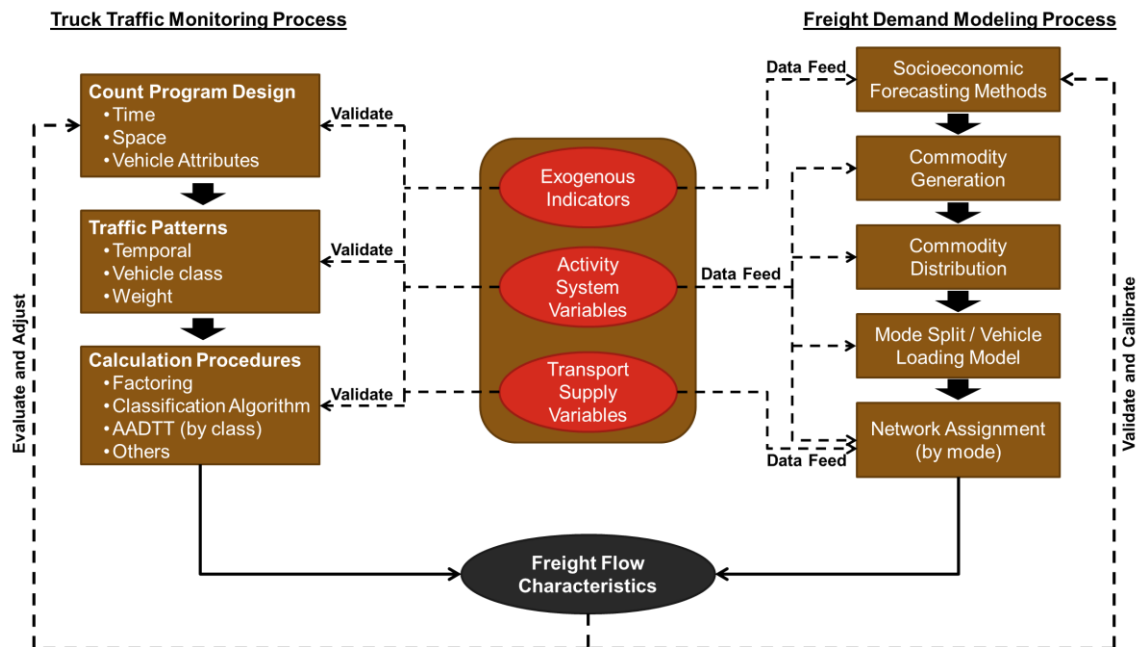 Truck Traffic Monitoring Process
Freight Demand Modeling Process
Count Program Design
• Time
• Space
• Vehicle Attributes
Traffic Patterns
• Temporal
• Vehicle class
• Weight
Calculation Procedures
• Factoring
• Classification Algorithm
• AADTT (by class)
• Others
Evaluate and Adjust
Validate
Validate
Validate
Exogenous
Indicators
Activity
System
Variables
Transport
Supply
Variables
Data Feed
Data Feed
Data Feed
Socioeconomic
Forecasting Methods
Commodity
Generation
Commodity
Distribution
Mode Split / Vehicle
Loading Model
Network Assignment
(by mode)
Validate and Calibrate
Freight Flow
Characteristics